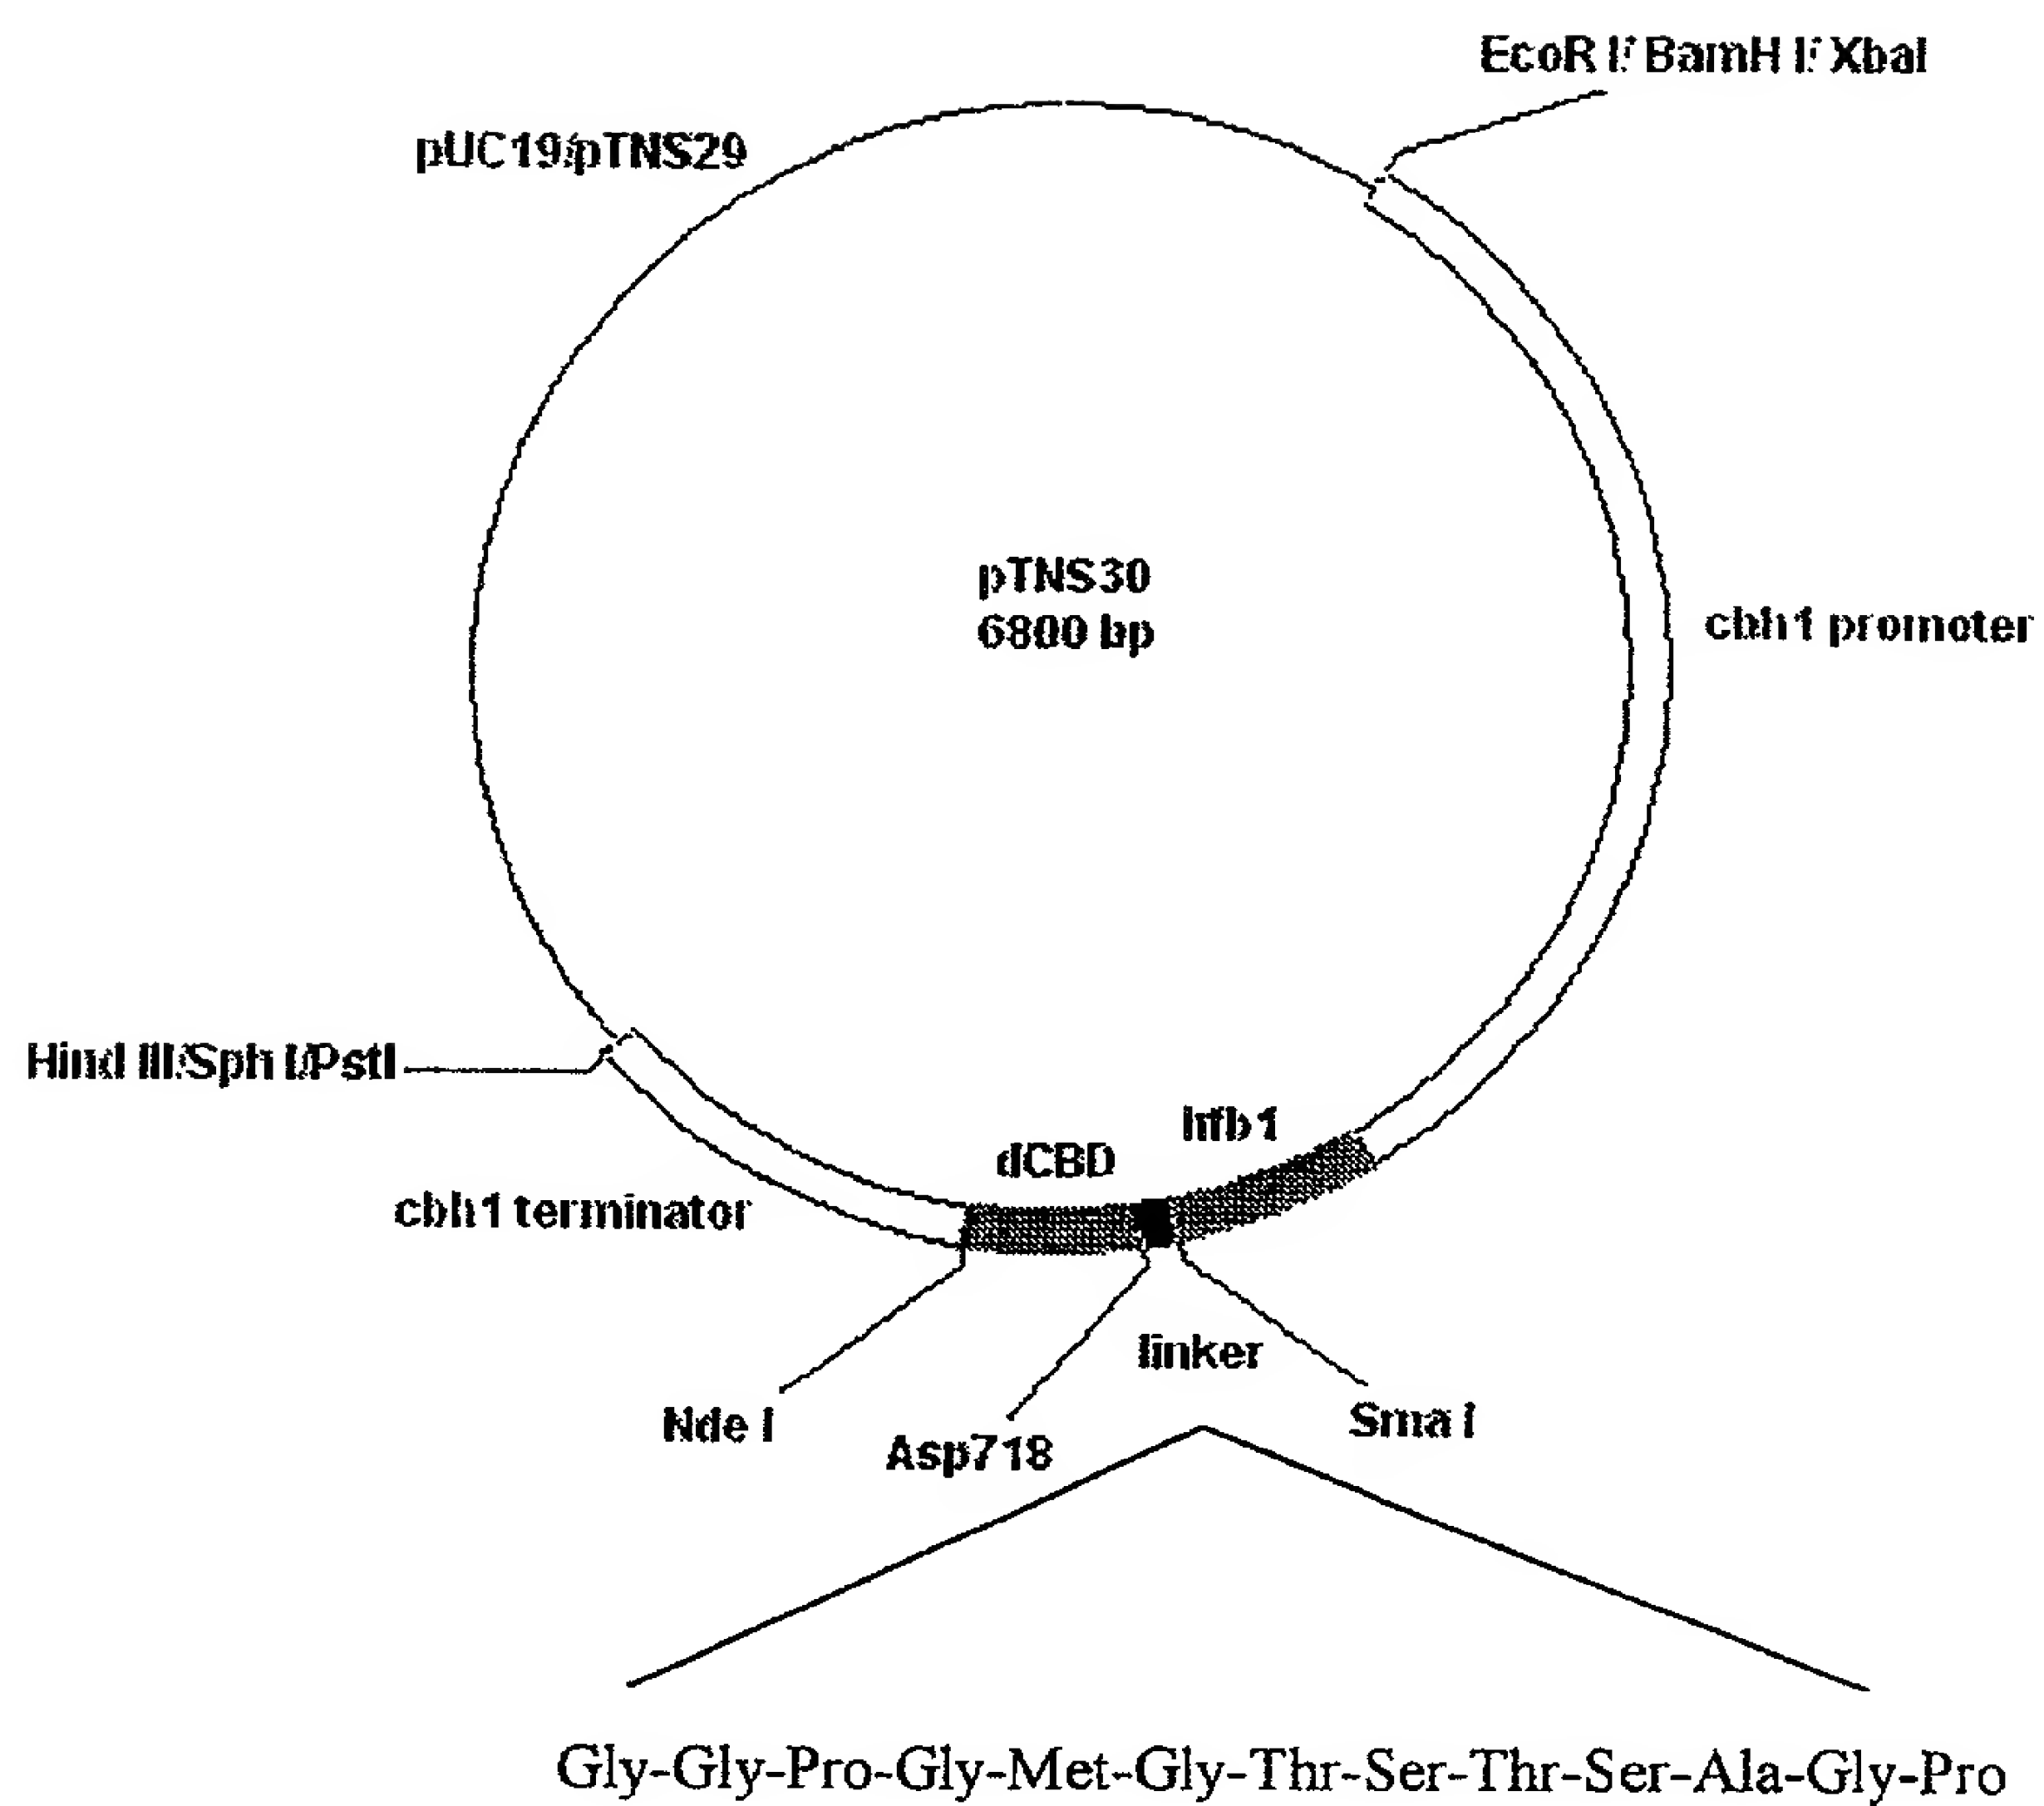 EcoR I/ BamH I/ XbaI
pUC19/pTNS29
pTNS30
6800 bp
cbh1 promoter
Hind III/Sph I/PstI
hfb1
dCBD
cbh1 terminator
linker
Nde I
Sma I
Asp718
Gly-Gly-Pro-Gly-Met-Gly-Thr-Ser-Thr-Ser-Ala-Gly-Pro